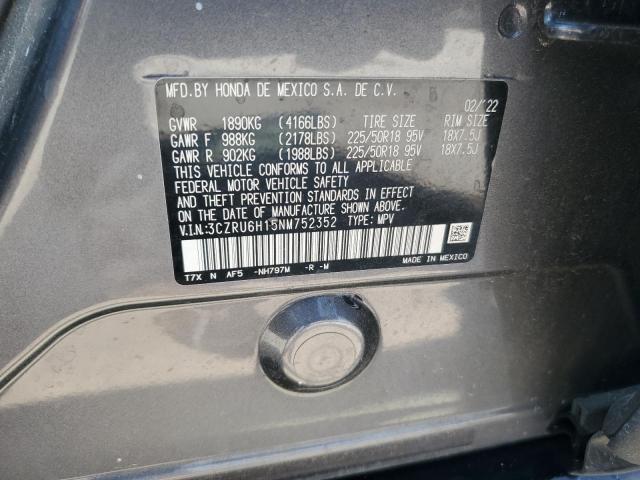 MFD.BY HONDA DE MEXICO S.A. DE C.V.
02/'22
GVWR 1890KG (4166LBS) TIRE SIZE RIM SIZE
GAWR F 988KG (2178LBS) 225/50R18 95V 18X7.5J
GAWR R 902KG (1988LBS) 225/50R18 95V 18X7.5J
THIS VEHICLE CONFORMS TO ALL APPLICABLE
FEDERAL MOTOR VEHICLE SAFETY
AND THEFT PREVENTION STANDARDS IN EFFECT
ON THE DATE OF MANUFACTURE SHOWN ABOVE.
V.I.N:3CZRU6H15NM752352 TYPE: MPV
T7X N AF5 -NH797M -R -M
MADE IN MEXICO